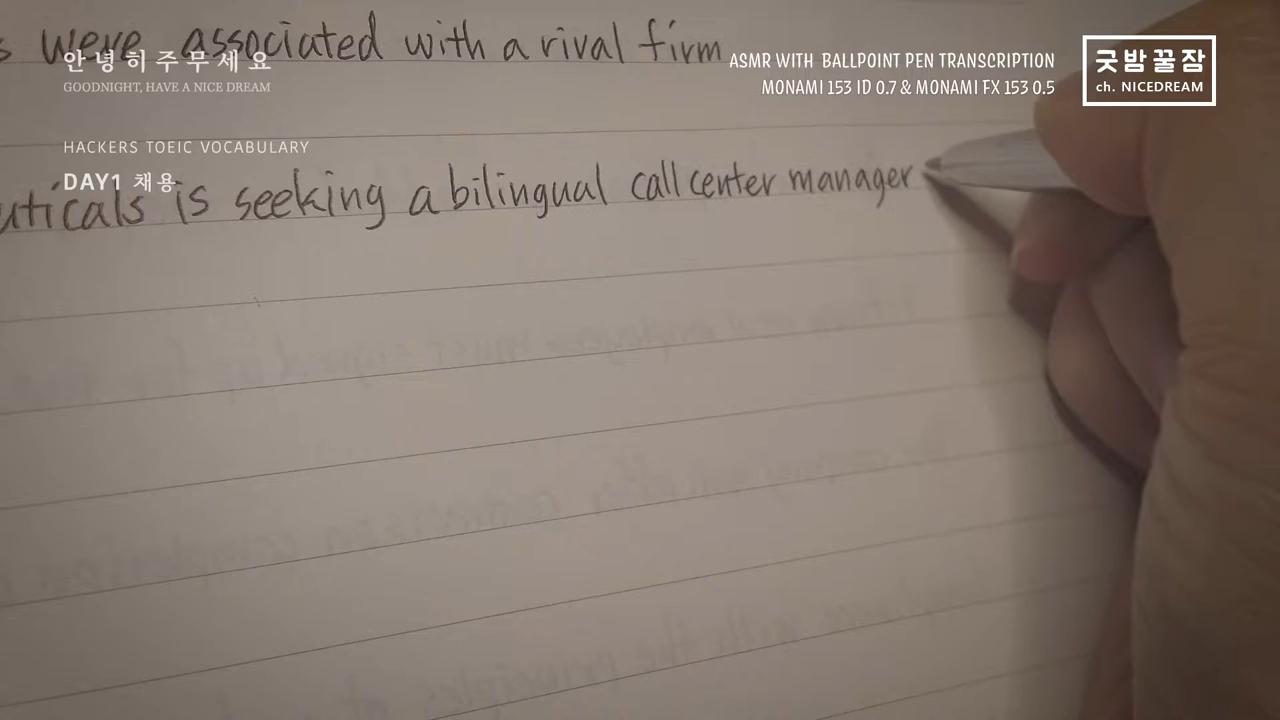 s were associated with a rival firm
안녕히 주무세요
GOODNIGHT, HAVE A NICE DREAM
ASMR WITH BALLPOINT PEN TRANSCRIPTION
MONAMI 153 ID 0.7 & MONAMI FX 153 0.5
굿밤꿀잠
ch. NICEDREAM
HACKERS TOEIC VOCABULARY
DAY1 채용
uticals is seeking a bilingual call center manager